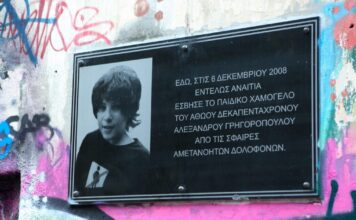 ΕΔΩ, ΣΤΙΣ 6 ΔΕΚΕΜΒΡΙΟΥ 2008
ΕΝΤΕΛΩΣ ΑΝΑΙΤΙΑ
ΕΣΒΗΣΕ ΤΟ ΠΑΙΔΙΚΟ ΧΑΜΟΓΕΛΟ
ΤΟΥ ΑΘΩΟΥ ΔΕΚΑΠΕΝΤΑΧΡΟΝΟΥ
ΑΛΕΞΑΝΔΡΟΥ ΓΡΗΓΟΡΟΠΟΥΛΟΥ
ΑΠΟ ΤΙΣ ΣΦΑΙΡΕΣ
ΑΜΕΤΑΝΟΗΤΩΝ ΔΟΛΟΦΟΝΩΝ.